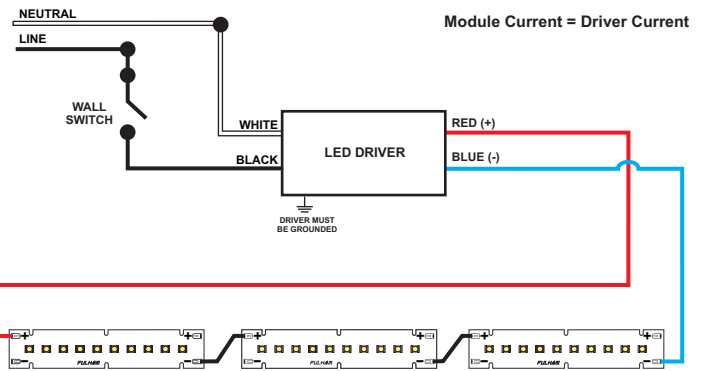 NEUTRAL
Module Current = Driver Current
LINE
WALL
SWITCH
WHITE
RED (+)
LED DRIVER
BLACK
BLUE (-)
DRIVER MUST
BE GROUNDED
+ + + + + +
- - - - - -
FULHAM FULHAM FULHAM